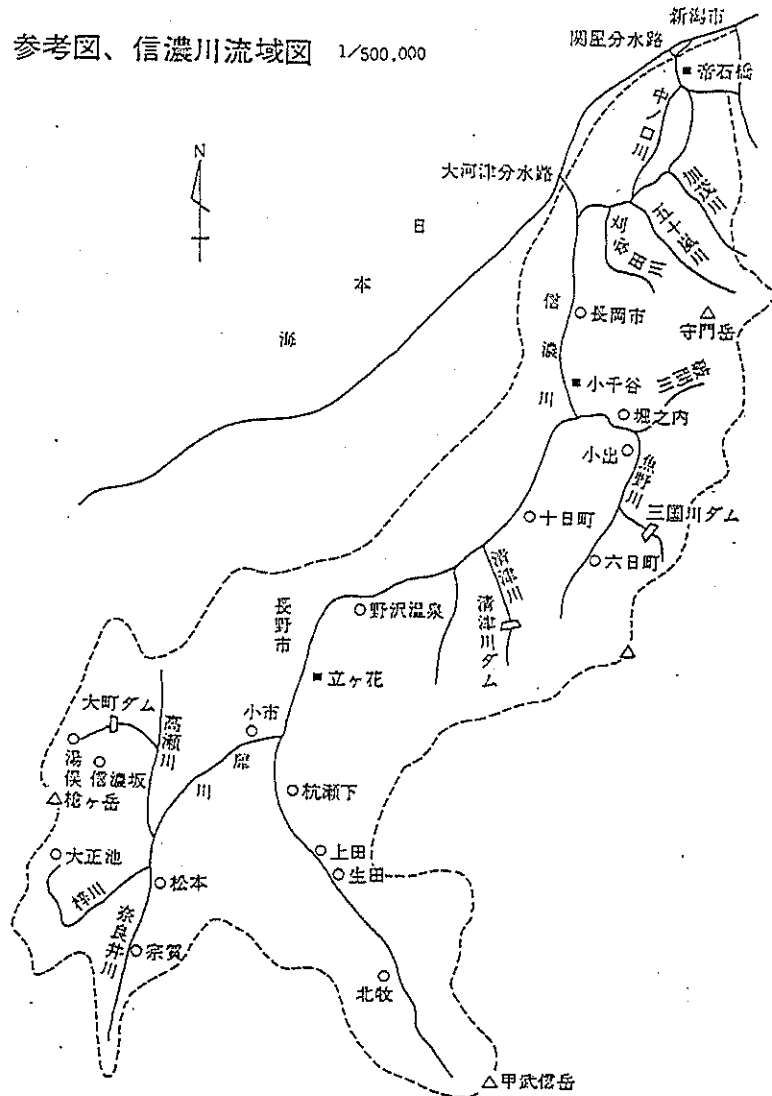 参考図、信濃川流域図 1/500,000
新潟市
関屋分水路
帝石橋
中ノロ川
大河津分水路
加茂川
五十嵐川
刈谷田川
N
日本海
信濃川
長岡市
守門岳
小千谷
堀之内
小出
魚野川
三国川ダム
十日町
六日町
清津川
清津川ダム
野沢温泉
長野市
立ヶ花
小市
犀川
大町ダム
高瀬川
湯俣
信濃坂
槍ヶ岳
杭瀬下
大正池
上田
生田
梓川
松本
奈良井川
宗賀
北牧
甲武信岳